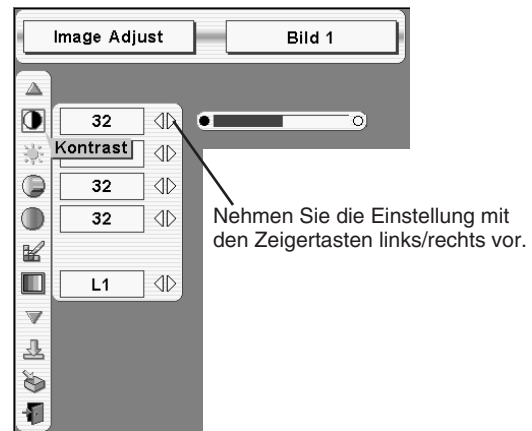 Image Adjust
Bild 1
32
Kontrast
32
32
L1
Nehmen Sie die Einstellung mit
den Zeigertasten links/rechts vor.